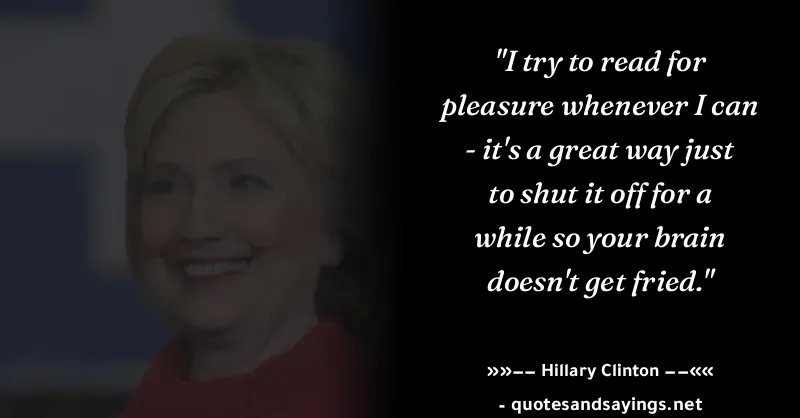 "I try to read for
pleasure whenever I can
- it's a great way just
to shut it off for a
while so your brain
doesn't get fried."
»»−− Hillary Clinton −−««
- quotesandsayings.net